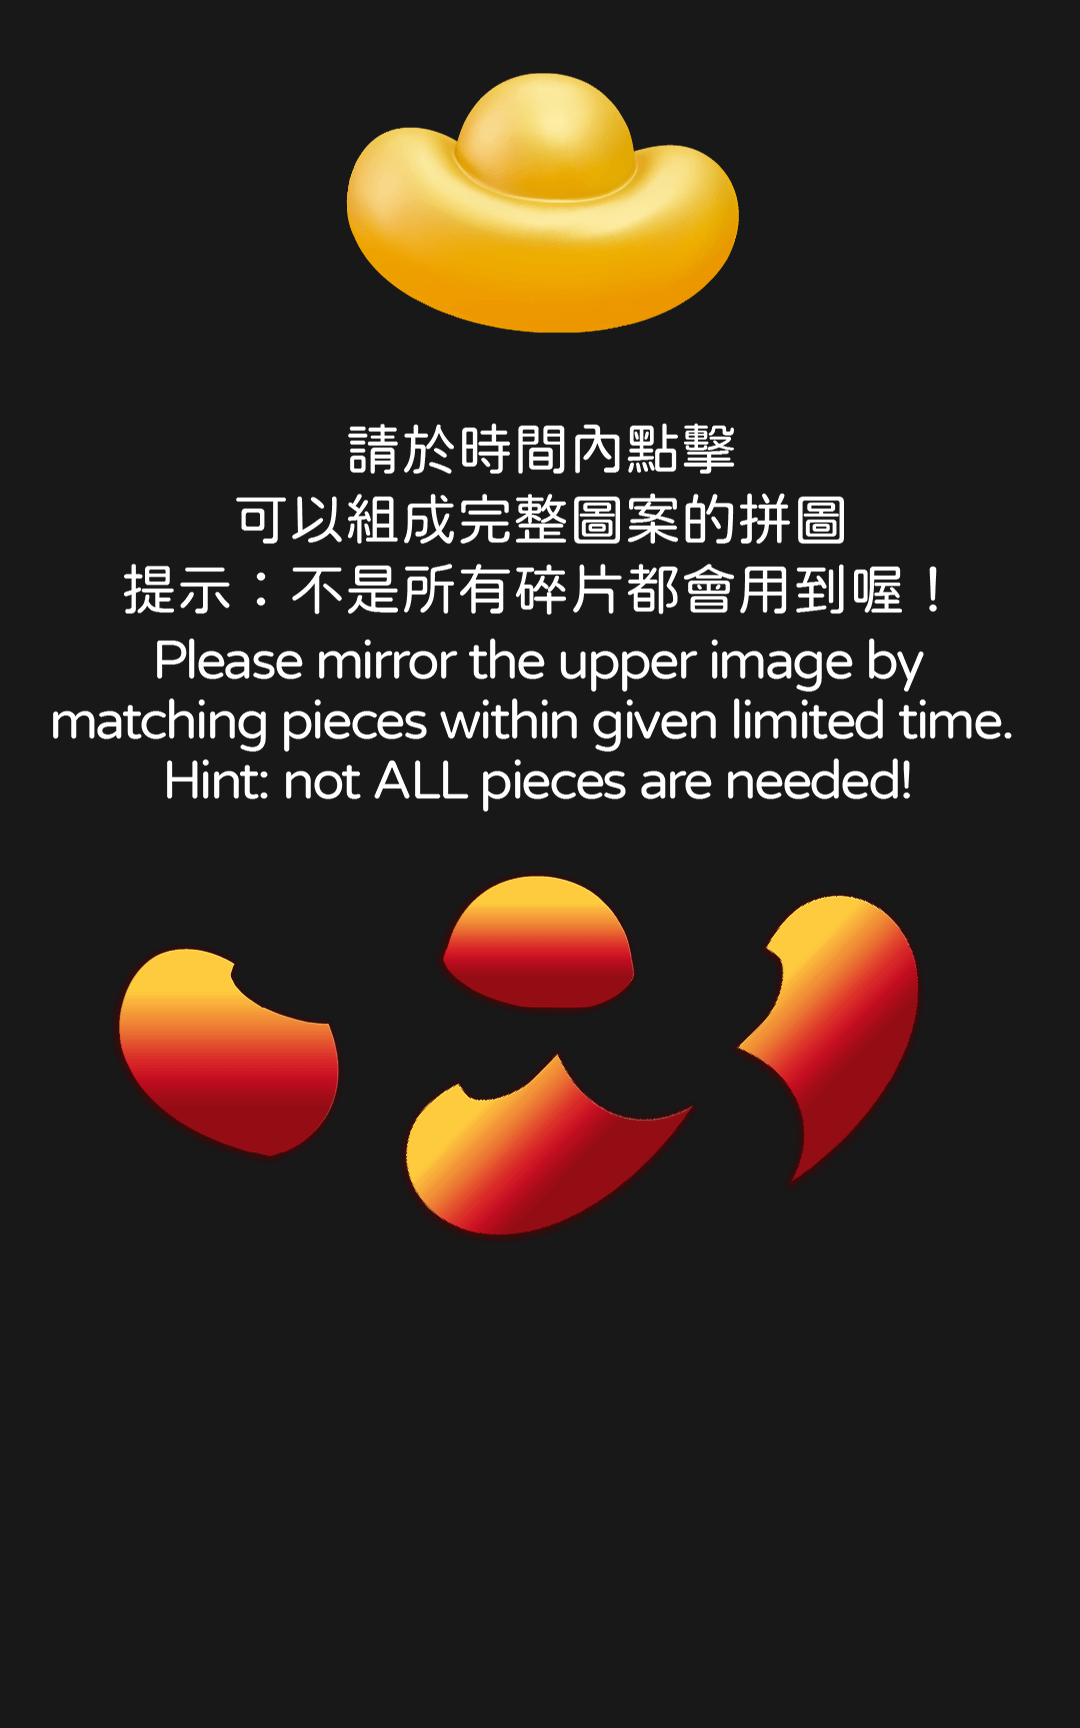 請於時間內點擊
可以組成完整圖案的拼圖
提示：不是所有碎片都會用到喔！
Please mirror the upper image by
matching pieces within given limited time.
Hint: not ALL pieces are needed!